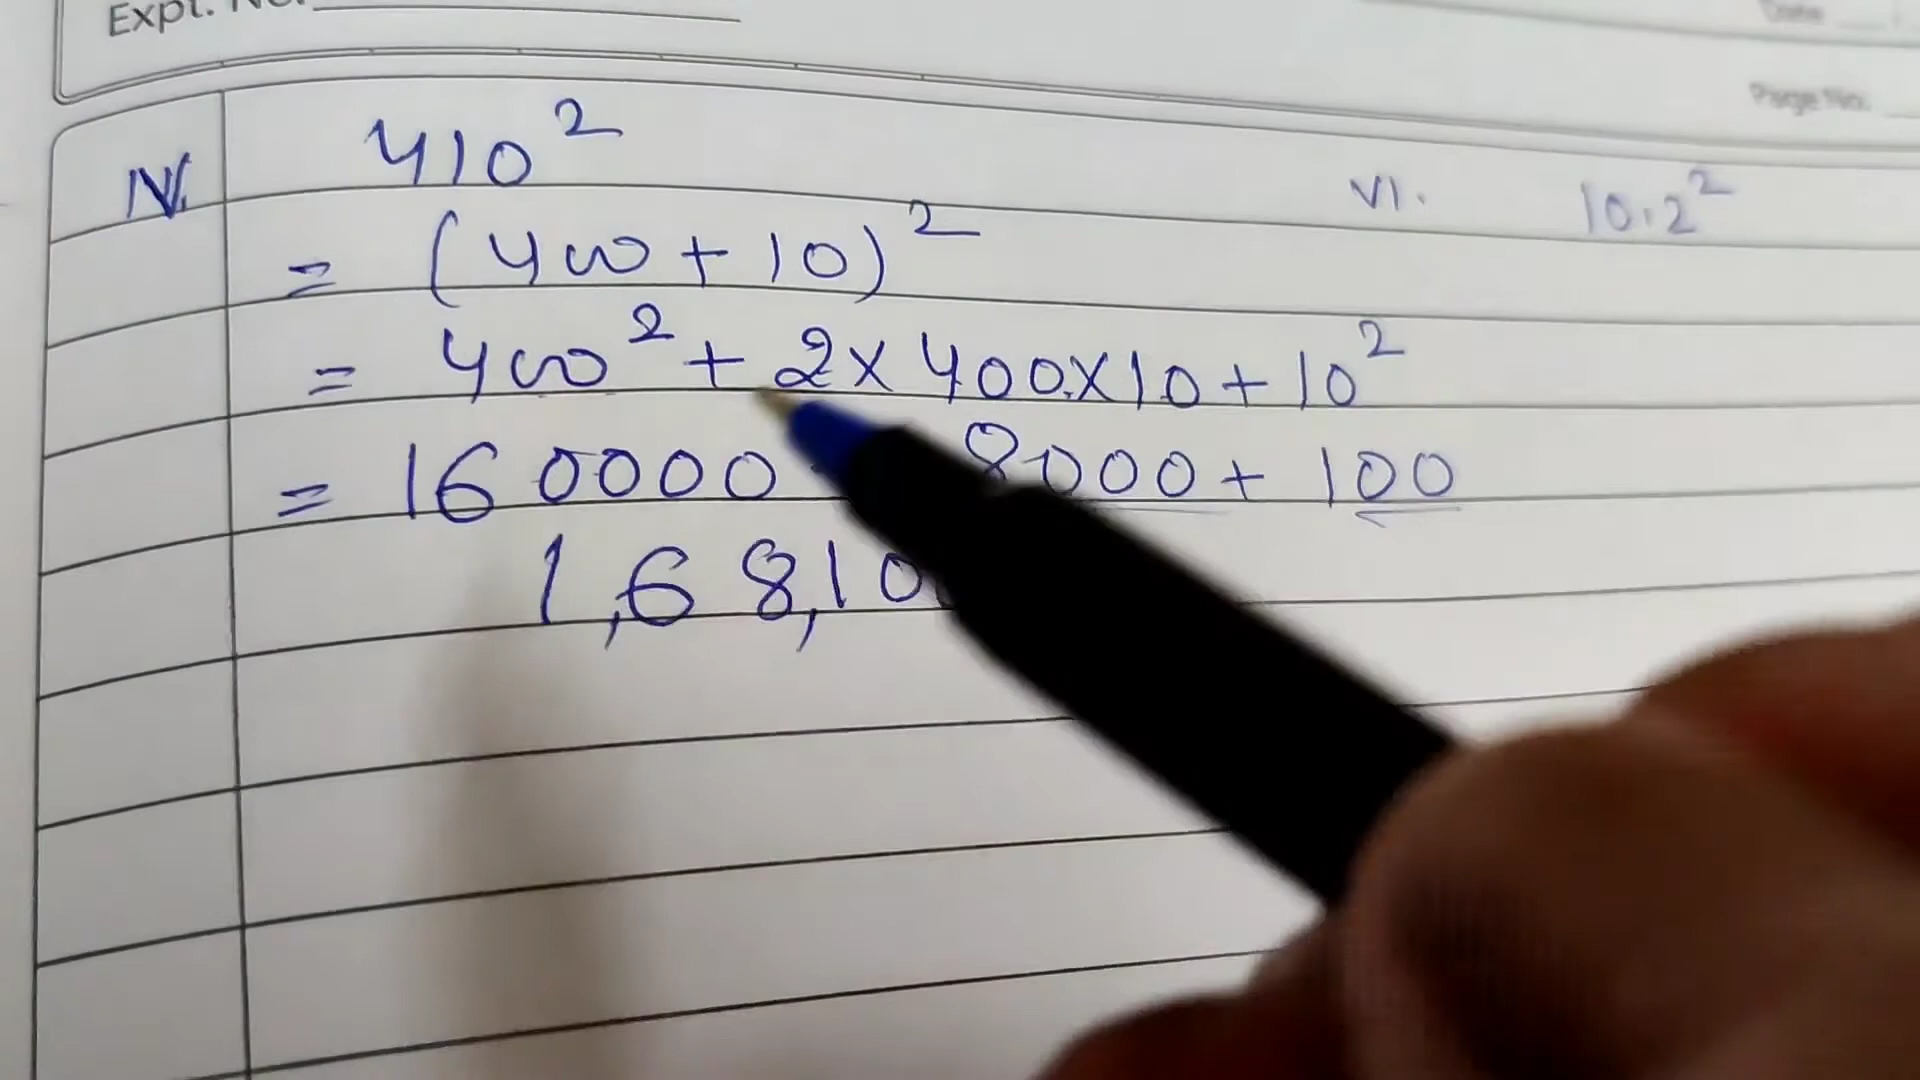 Expt. No.
Date
Page No.
IV. 410²
VI. 10.2²
= (400 + 10)²
= 400² + 2 × 400 × 10 + 10²
= 160000 8000 + 100
1,68,10